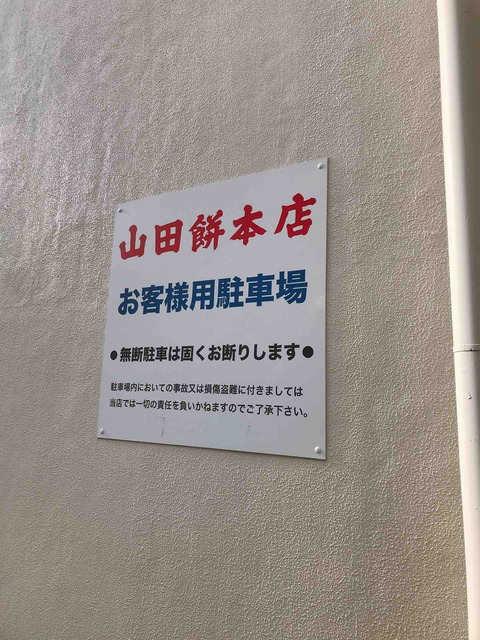 山田餅本店
お客様用駐車場
●無断駐車は固くお断りします●
駐車場内においての事故又は損傷盗難に付きましては
当店では一切の責任を負いかねますのでご了承下さい。